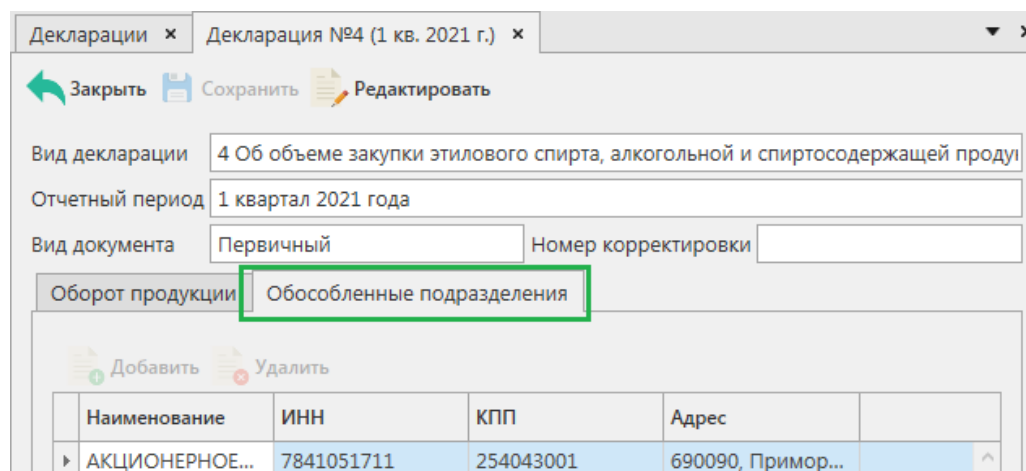 Декларации × Декларация №4 (1 кв. 2021 г.) ×
Закрыть Сохранить Редактировать
Вид декларации 4 Об объеме закупки этилового спирта, алкогольной и спиртосодержащей
Отчетный период 1 квартал 2021 года
Вид документа Первичный Номер корректировки
Оборот продукции Обособленные подразделения
Добавить Удалить
Наименование ИНН КПП Адрес
АКЦИОНЕРНОЕ... 7841051711 254043001 690090, Примор...